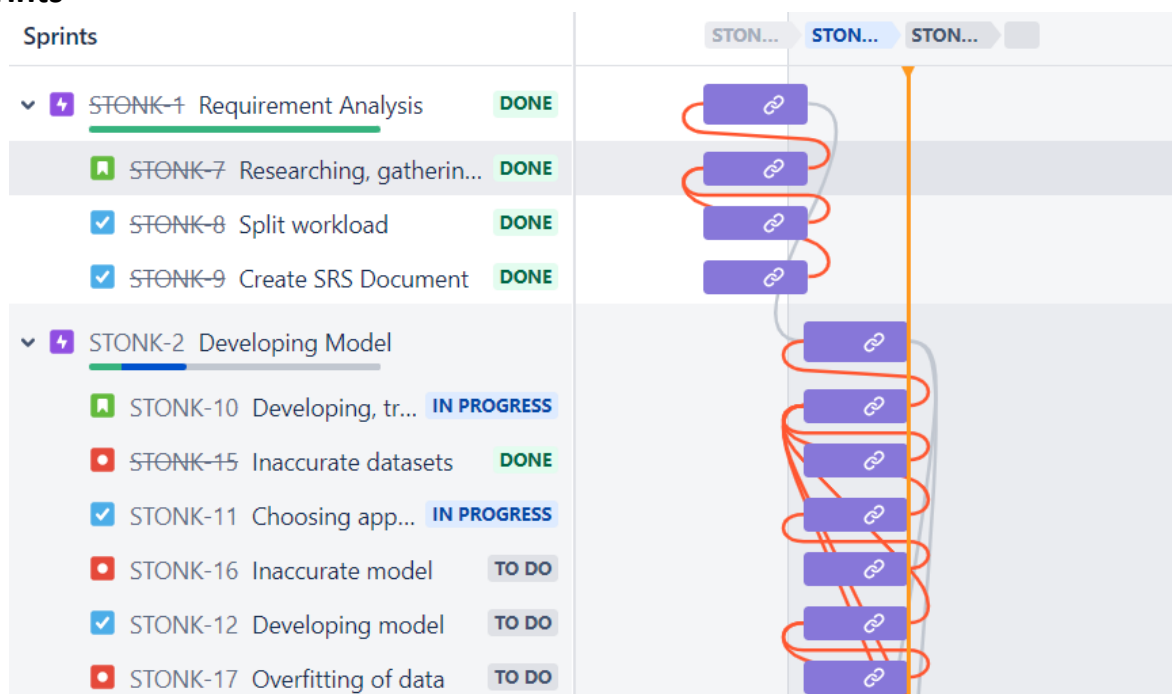 Sprints
STON... STON... STON...
STONK-1 Requirement Analysis DONE
STONK-7 Researching, gatherin... DONE
STONK-8 Split workload DONE
STONK-9 Create SRS Document DONE
STONK-2 Developing Model
STONK-10 Developing, tr... IN PROGRESS
STONK-15 Inaccurate datasets DONE
STONK-11 Choosing app... IN PROGRESS
STONK-16 Inaccurate model TO DO
STONK-12 Developing model TO DO
STONK-17 Overfitting of data TO DO